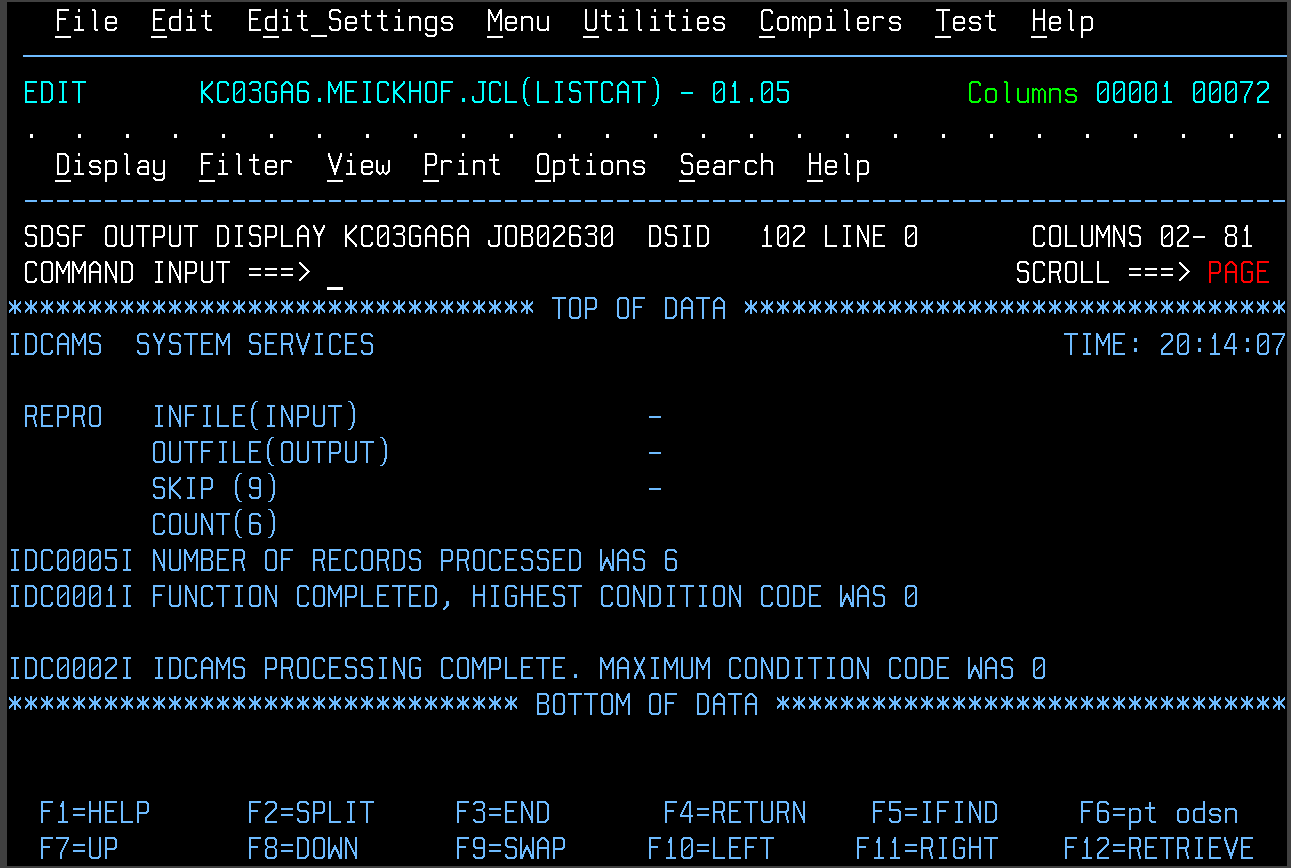 File  Edit  Edit_Settings  Menu  Utilities  Compilers  Test  Help
EDIT       KC03GA6.MEICKHOF.JCL(LISTCAT) - 01.05           Columns 00001 00072
.  .  .  .  .  .  .  .  .  .  .  .  .  .  .  .  .  .  .  .  .  .  .  .  .  .  .
Display  Filter  View  Print  Options  Search  Help
-------------------------------------------------------------------------------
SDSF OUTPUT DISPLAY KC03GA6A JOB02630  DSID   102 LINE 0       COLUMNS 02- 81
COMMAND INPUT ===> _                                          SCROLL ===> PAGE
********************************* TOP OF DATA **********************************
IDCAMS  SYSTEM SERVICES                                           TIME: 20:14:07
REPRO   INFILE(INPUT)                  -
OUTFILE(OUTPUT)                -
SKIP (9)                       -
COUNT(6)
IDC0005I NUMBER OF RECORDS PROCESSED WAS 6
IDC0001I FUNCTION COMPLETED, HIGHEST CONDITION CODE WAS 0
IDC0002I IDCAMS PROCESSING COMPLETE. MAXIMUM CONDITION CODE WAS 0
******************************** BOTTOM OF DATA ********************************
F1=HELP      F2=SPLIT     F3=END       F4=RETURN    F5=IFIND     F6=pt odsn
F7=UP        F8=DOWN      F9=SWAP     F10=LEFT     F11=RIGHT    F12=RETRIEVE